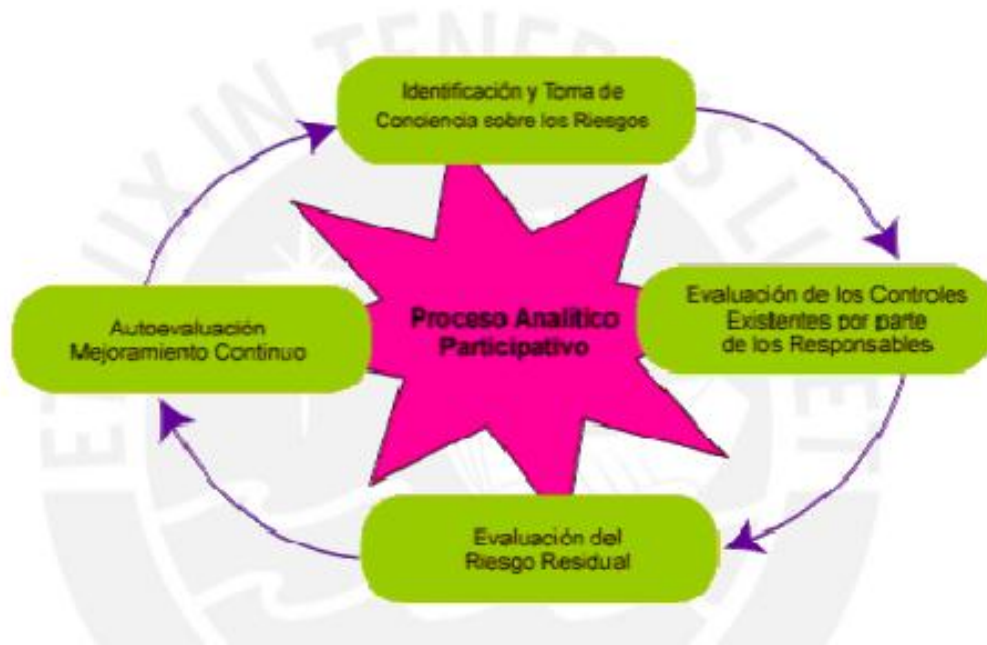 Identificación y Toma de
Conciencia sobre los Riesgos
Evaluación de los Controles
Existentes por parte
de los Responsables
Proceso Analítico
Participativo
Autoevaluación
Mejoramiento Continuo
Evaluación del
Riesgo Residual